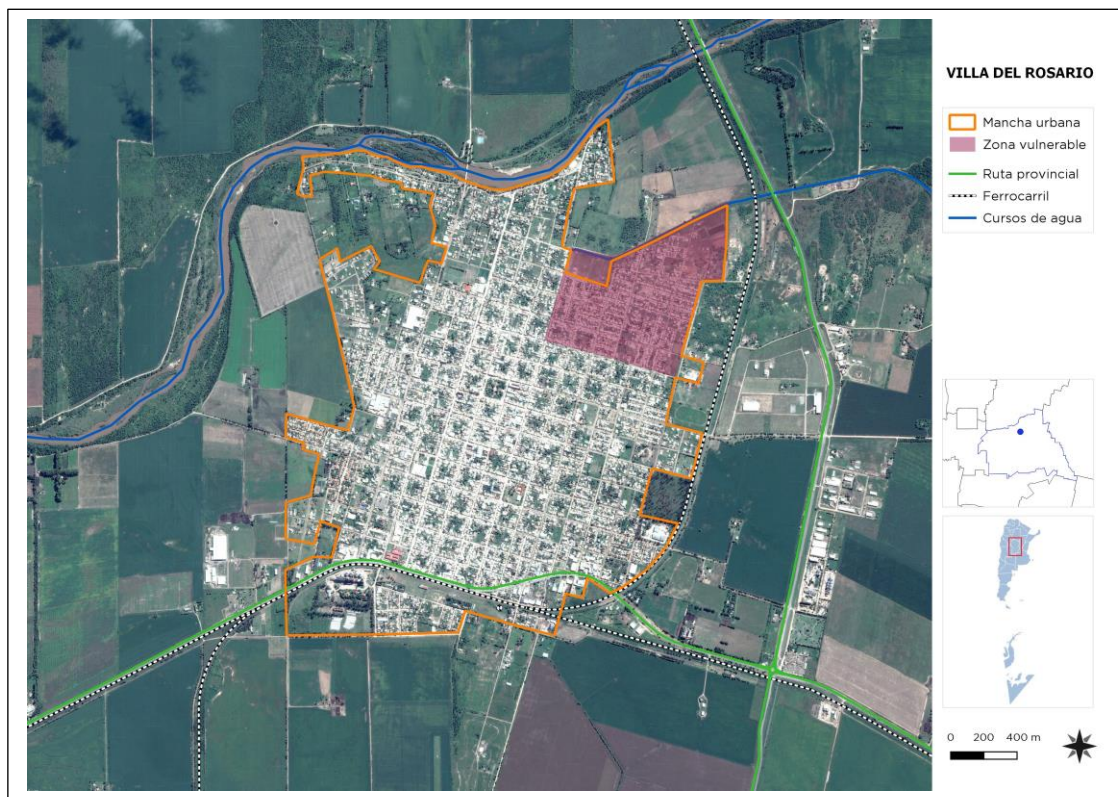 VILLA DEL ROSARIO
Mancha urbana
Zona vulnerable
Ruta provincial
Ferrocarril
Cursos de agua
0 200 400 m